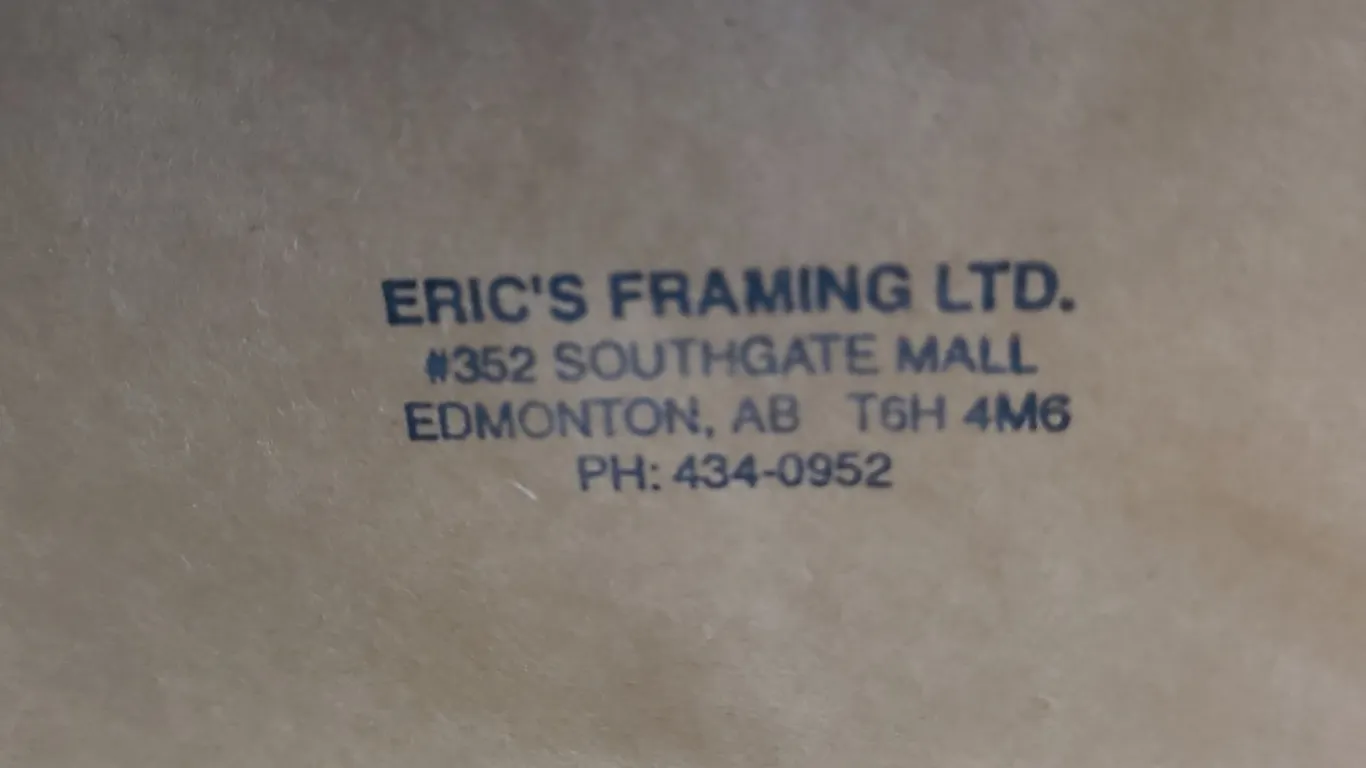 ERIC'S FRAMING LTD.
#352 SOUTHGATE MALL
EDMONTON, AB T6H 4M6
PH: 434-0952